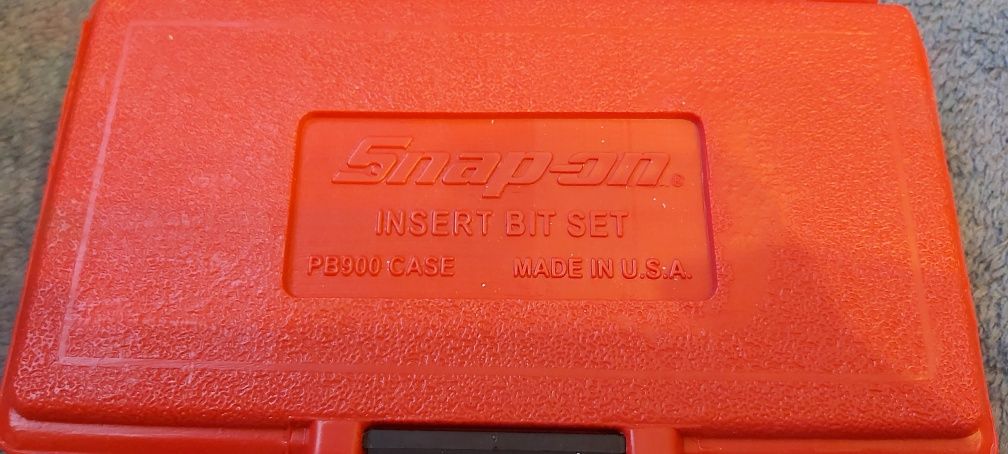 Snap-on®
INSERT BIT SET
PB900 CASE MADE IN U.S.A.